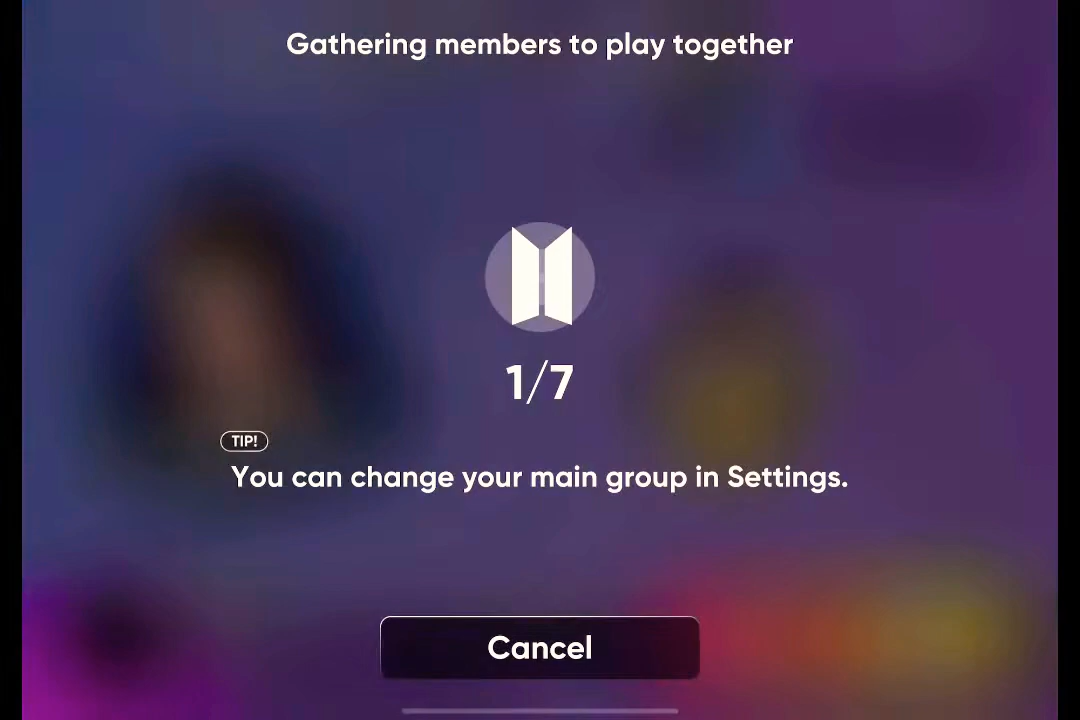 Gathering members to play together
1/7
TIP!
You can change your main group in Settings.
Cancel